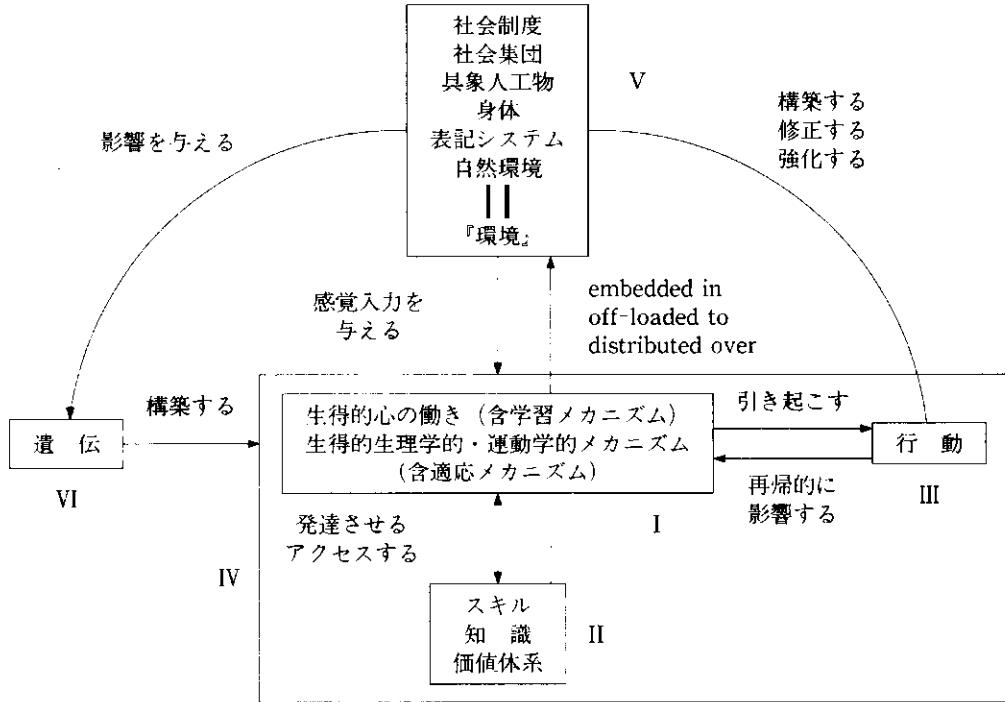 社会制度
社会集団
具象人工物
身体
表記システム
自然環境
『環境』
V
影響を与える
構築する
修正する
強化する
感覚入力を
与える
embedded in
off-loaded to
distributed over
構築する
遺 伝
VI
生得的心の働き（含学習メカニズム）
生得的生理学的・運動学的メカニズム
（含適応メカニズム）
I
引き起こす
行 動
III
再帰的に
影響する
発達させる
アクセスする
IV
スキル
知 識
価値体系
II